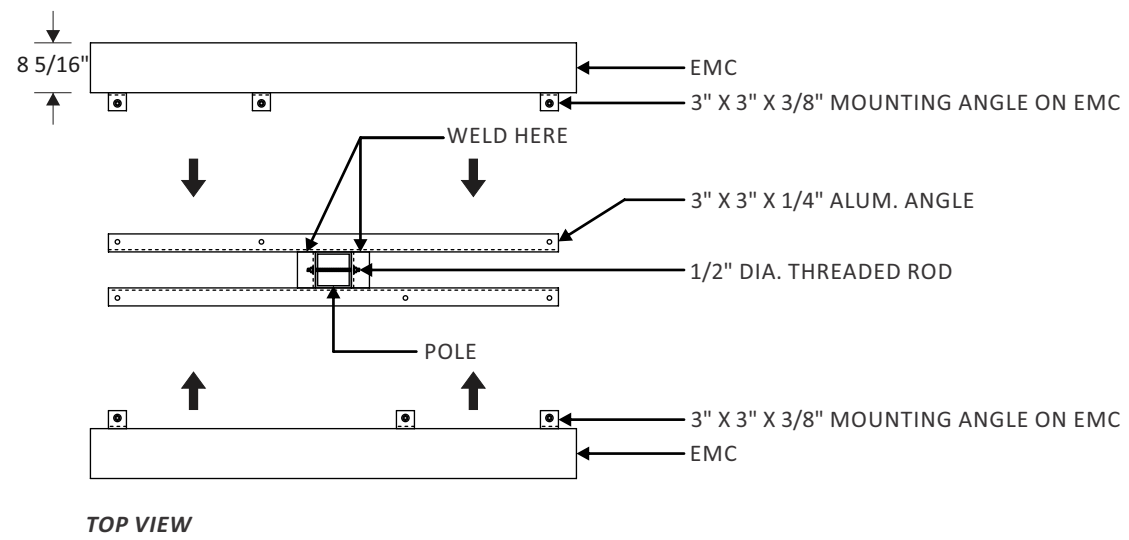 8 5/16"
EMC
3" X 3" X 3/8" MOUNTING ANGLE ON EMC
WELD HERE
3" X 3" X 1/4" ALUM. ANGLE
1/2" DIA. THREADED ROD
POLE
3" X 3" X 3/8" MOUNTING ANGLE ON EMC
EMC
TOP VIEW